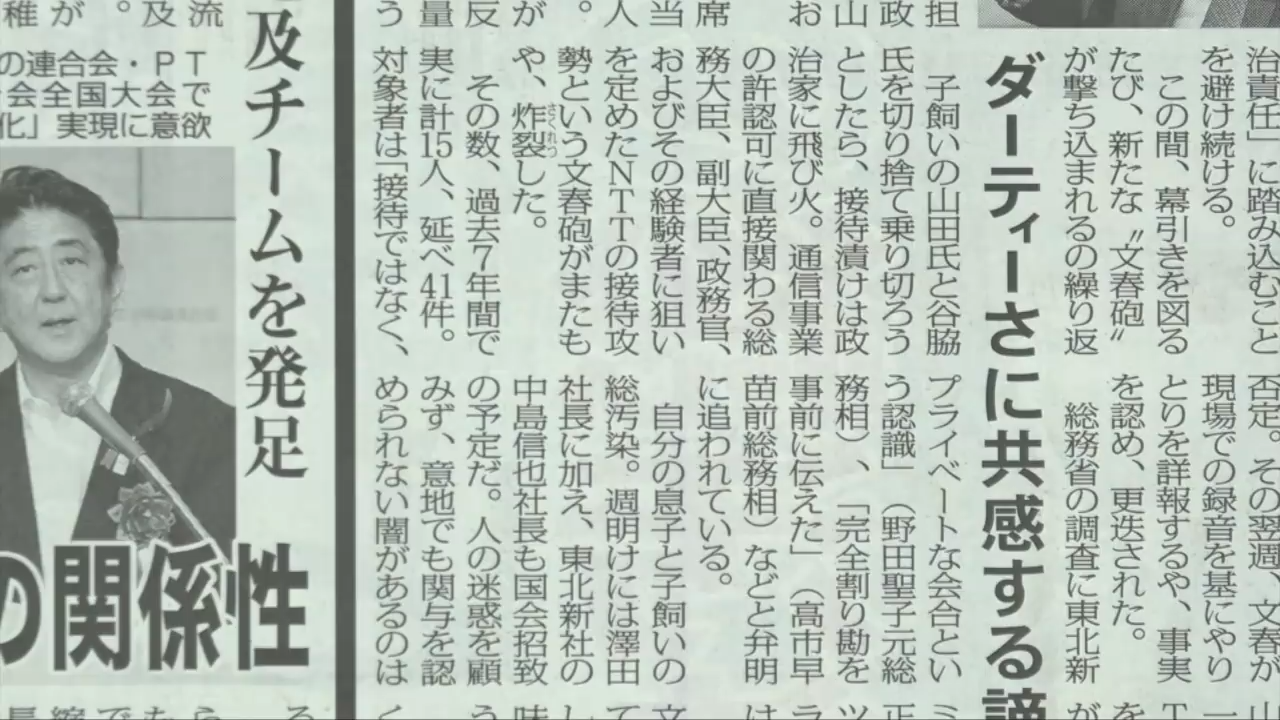 治責任」に踏み込むこと
を避け続ける。
この間、幕引きを図る
たび、新たな〝文春砲〟
が撃ち込まれるの繰り返
ダーティーさに共感する諦
担
子飼いの山田氏と谷脇
政
氏を切り捨て乗り切ろう
山
としたら、接待漬けは政
お
治家に飛び火。通信事業
の許認可に直接関わる総
席
務大臣、副大臣、政務官、
当
およびその経験者に狙い
人
を定めたNTTの接待攻
。
勢という文春砲がまたも
が
や、炸裂した。
さくれつ
反
その数、過去7年間で
量
実に計15人、延べ41件。
う
対象者は「接待ではなく、
否定。その翌週、文春が
現場での録音を基にやり
とりを詳報するや、事実
を認め、更迭された。
総務省の調査に東北新
プライベートな会合とい
う認識」(野田聖子元総
務相)、「完全割り勘を
事前に伝えた」(高市早
苗前総務相)などと弁明
に追われている。
自分の息子と子飼いの
総汚染。週明けには澤田
社長に加え、東北新社の
中島信也社長も国会招致
の予定だ。人の迷惑を顧
みず、意地でも関与を認
められない闇があるのは
及チームを発足
流
及
。
が
稚
の連合会・PT
会全国大会で
化」実現に意欲
の関係性